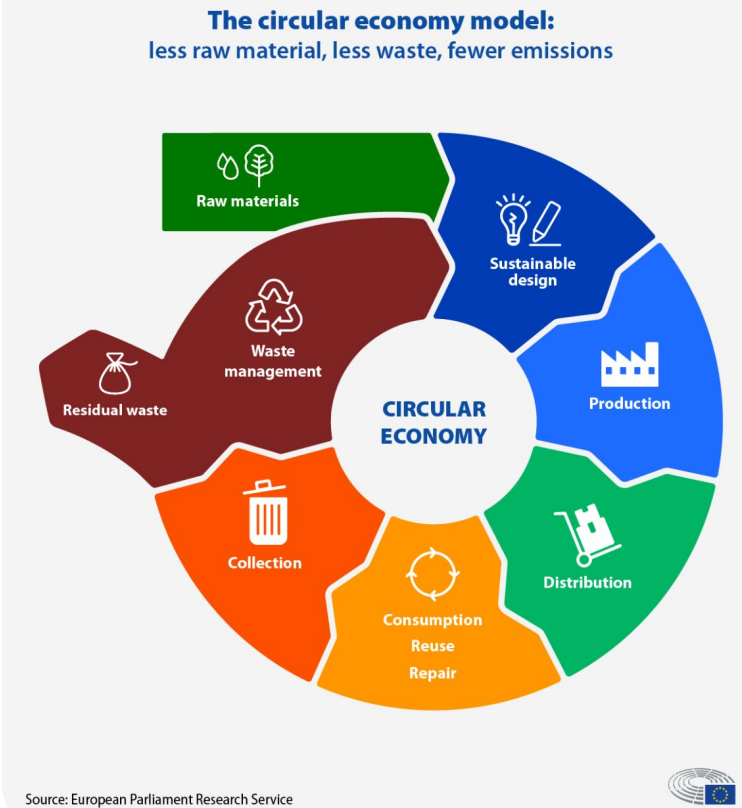 The circular economy model:
less raw material, less waste, fewer emissions
Raw materials
Sustainable
design
Production
Distribution
Consumption
Reuse
Repair
Collection
Waste
management
Residual waste
CIRCULAR
ECONOMY
Source: European Parliament Research Service